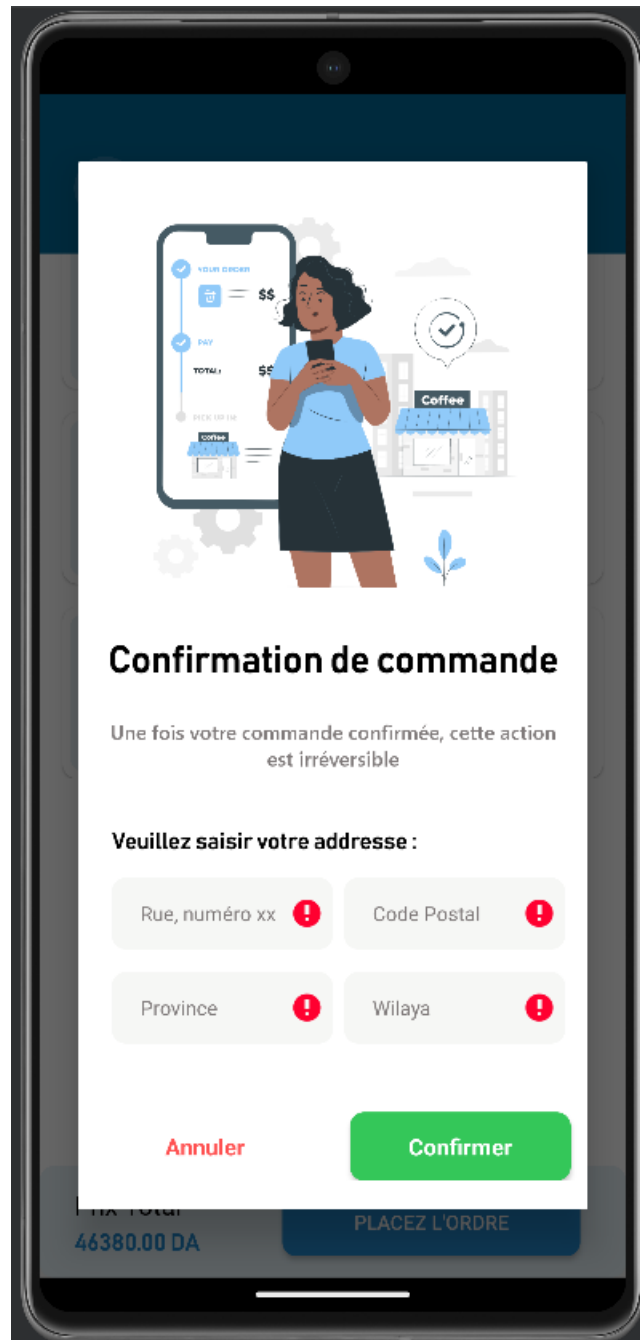 YOUR ORDER
$$
PAY
TOTAL:
$$
PICK UP IN
Coffee
Coffee
Confirmation de commande
Une fois votre commande confirmée, cette action
est irréversible
Veuillez saisir votre addresse :
Rue, numéro xx
Code Postal
Province
Wilaya
Annuler
Confirmer
Prix Total
PLACEZ L'ORDRE
46380.00 DA